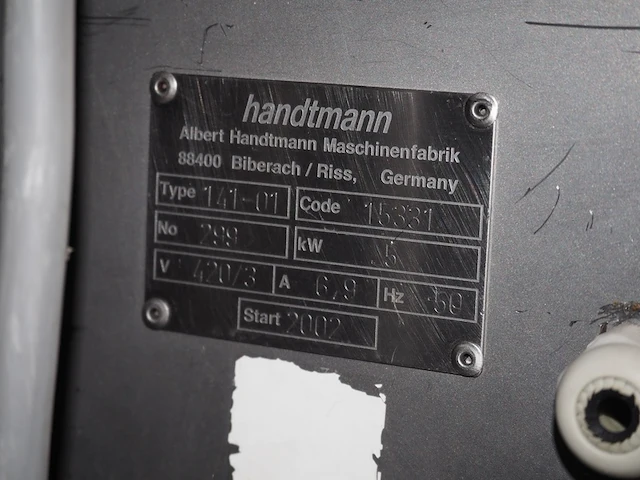 handtmann
Albert Handtmann Maschinenfabrik
88400 Biberach / Riss, Germany
Type 141-01 Code 15331
No 299 kW 5
V 420/3 A 6,9 Hz 50
Start 2002